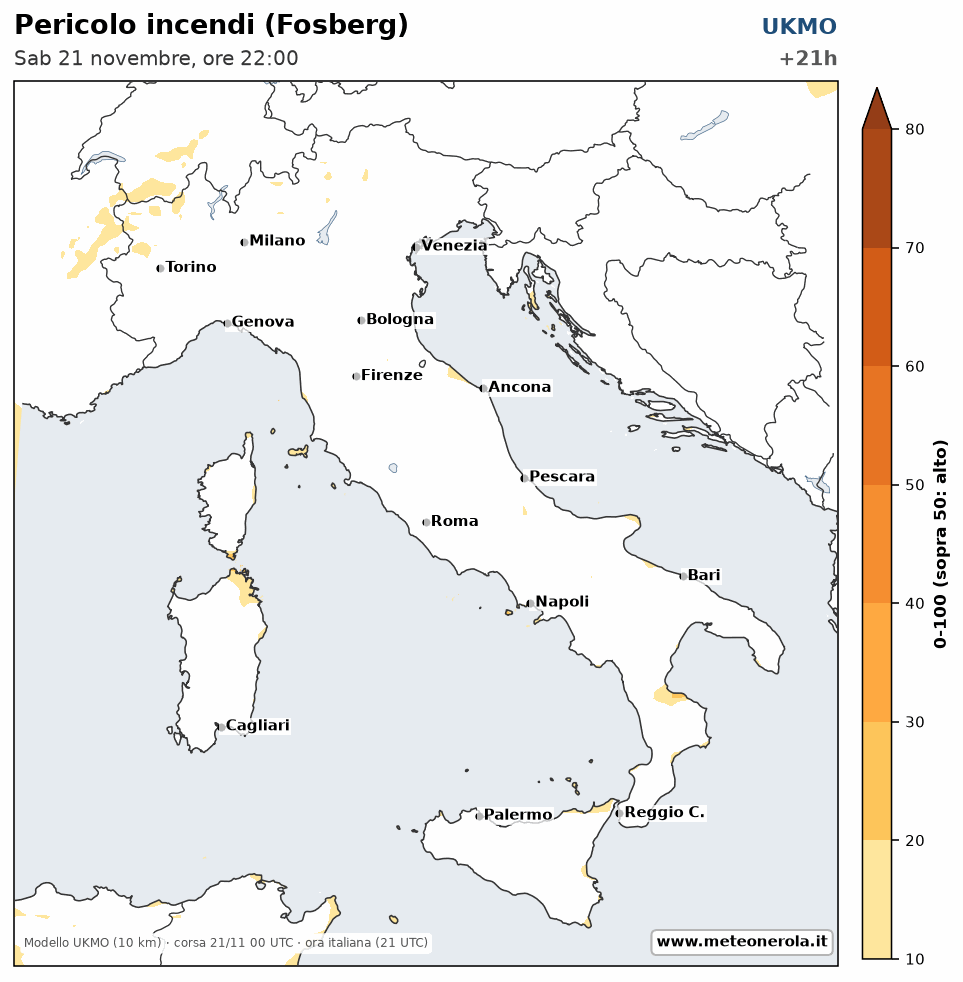 Pericolo incendi (Fosberg)
UKMO
Sab 21 novembre, ore 22:00
+21h
Milano
Venezia
Torino
Genova
Bologna
Firenze
Ancona
Pescara
Roma
Bari
Napoli
Cagliari
Palermo
Reggio C.
80
70
60
50
40
30
20
10
0-100 (sopra 50: alto)
Modello UKMO (10 km) · corsa 21/11 00 UTC · ora italiana (21 UTC)
www.meteonerola.it